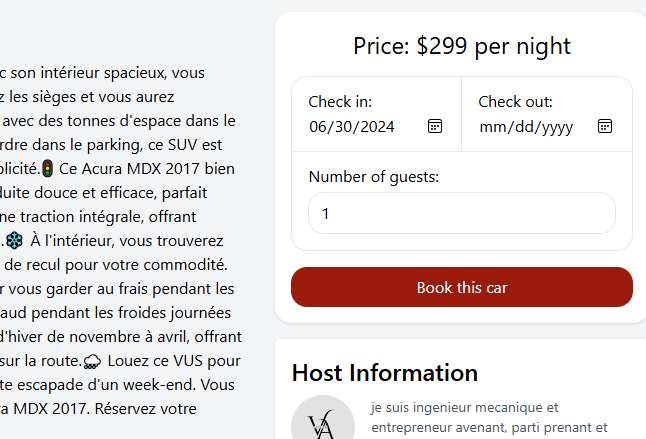 c son intérieur spacieux, vous
z les sièges et vous aurez
avec des tonnes d'espace dans le
rdre dans le parking, ce SUV est
plicité.🚦 Ce Acura MDX 2017 bien
duite douce et efficace, parfait
ne traction intégrale, offrant
.❄️ À l'intérieur, vous trouverez
de recul pour votre commodité.
r vous garder au frais pendant les
aud pendant les froides journées
d'hiver de novembre à avril, offrant
sur la route.🌨️ Louez ce VUS pour
te escapade d'un week-end. Vous
ra MDX 2017. Réservez votre
Price: $299 per night
Check in:
06/30/2024
Check out:
mm/dd/yyyy
Number of guests:
1
Book this car
Host Information
je suis ingenieur mecanique et
entrepreneur avenant, parti prenant et